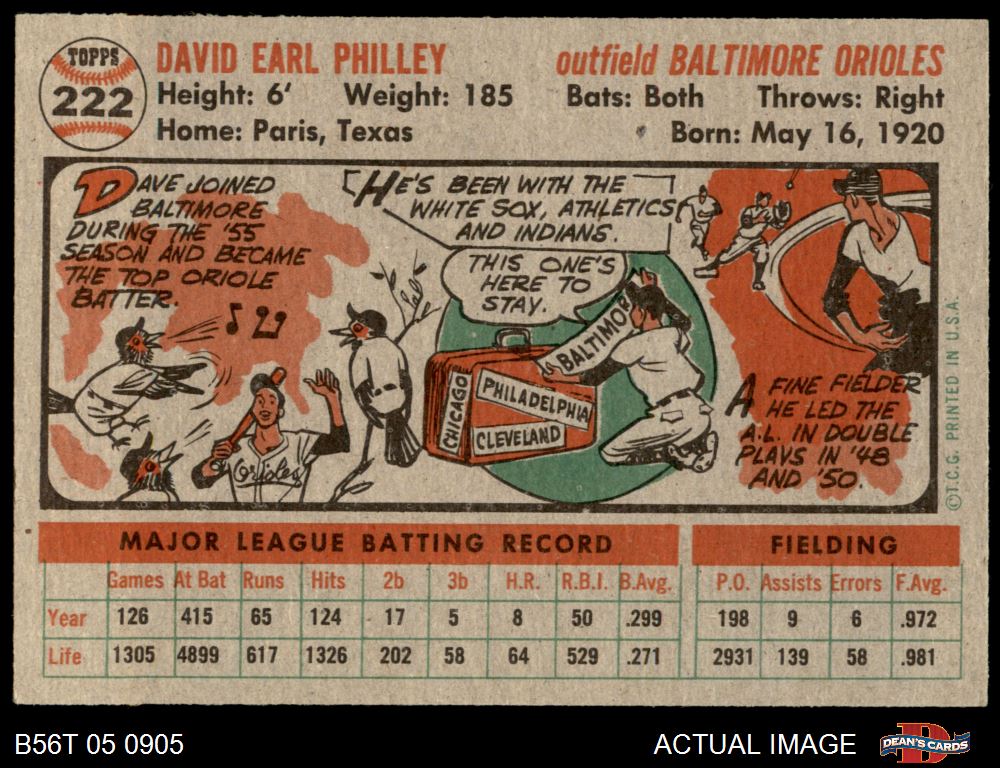 TOPPS
222
DAVID EARL PHILLEY
outfield BALTIMORE ORIOLES
Height: 6' Weight: 185 Bats: Both Throws: Right
Home: Paris, Texas Born: May 16, 1920
DAVE JOINED
BALTIMORE
DURING THE '55
SEASON AND BECAME
THE TOP ORIOLE
BATTER.
Orioles
HE'S BEEN WITH THE
WHITE SOX, ATHLETICS
AND INDIANS.
THIS ONE'S
HERE TO
STAY.
BALTIMOR
CHICAGO
PHILADELPHIA
CLEVELAND
A FINE FIELDER
HE LED THE
A.L. IN DOUBLE
PLAYS IN '48
AND '50.
©T.C.G. PRINTED IN U.S.A.
MAJOR LEAGUE BATTING RECORD FIELDING
Games At Bat Runs Hits 2b 3b H.R. R.B.I. B.Avg. P.O. Assists Errors F.Avg.
Year 126 415 65 124 17 5 8 50 .299 198 9 6 .972
Life 1305 4899 617 1326 202 58 64 529 .271 2931 139 58 .981
B56T 05 0905 ACTUAL IMAGE
DEAN'S CARDS